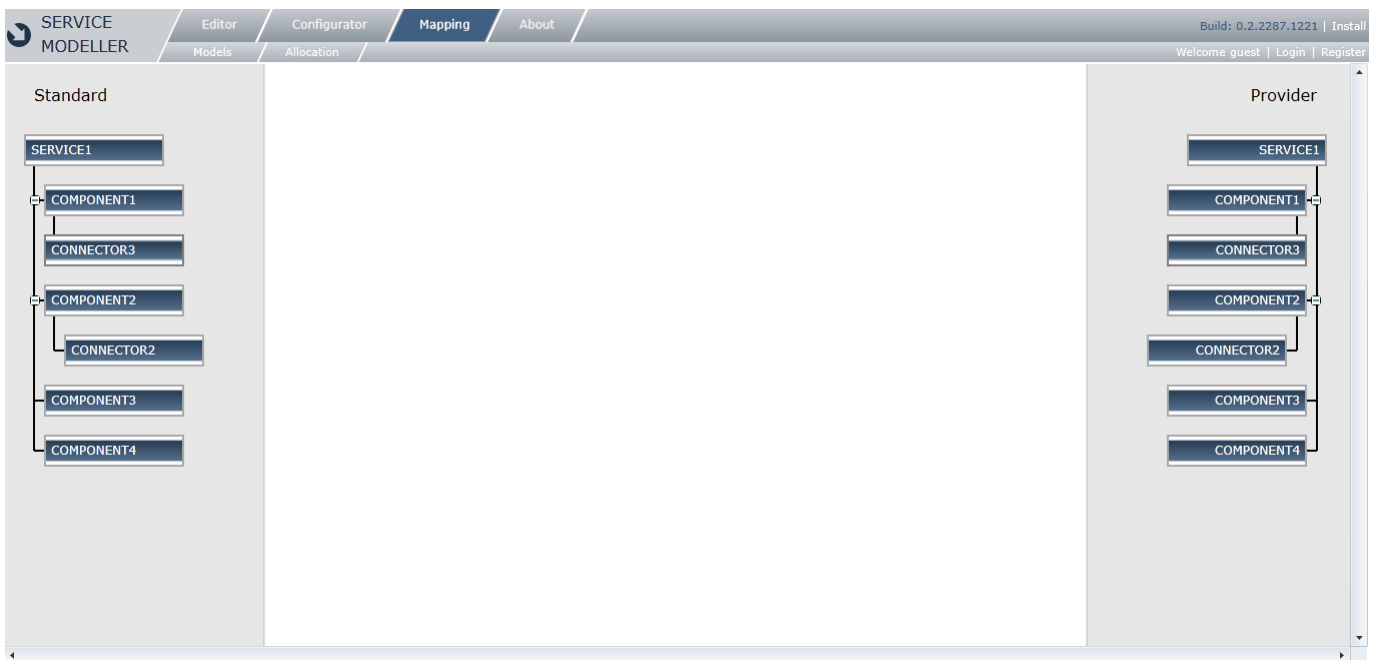 SERVICE
MODELLER
Editor
Configurator
Mapping
About
Build: 0.2.2287.1221 | Install
Models
Allocation
Welcome guest | Login | Register
Standard
SERVICE1
COMPONENT1
CONNECTOR3
COMPONENT2
CONNECTOR2
COMPONENT3
COMPONENT4
Provider
SERVICE1
COMPONENT1
CONNECTOR3
COMPONENT2
CONNECTOR2
COMPONENT3
COMPONENT4